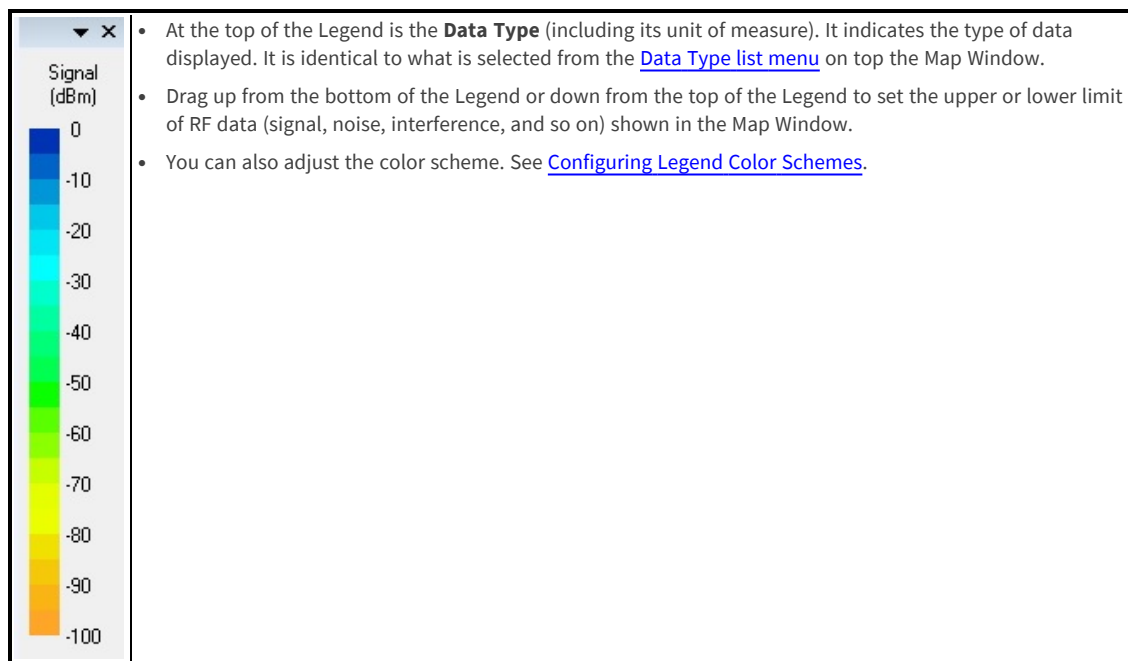 Signal
(dBm)
0
-10
-20
-30
-40
-50
-60
-70
-80
-90
-100
• At the top of the Legend is the Data Type (including its unit of measure). It indicates the type of data
displayed. It is identical to what is selected from the Data Type list menu on top the Map Window.
• Drag up from the bottom of the Legend or down from the top of the Legend to set the upper or lower limit
of RF data (signal, noise, interference, and so on) shown in the Map Window.
• You can also adjust the color scheme. See Configuring Legend Color Schemes.